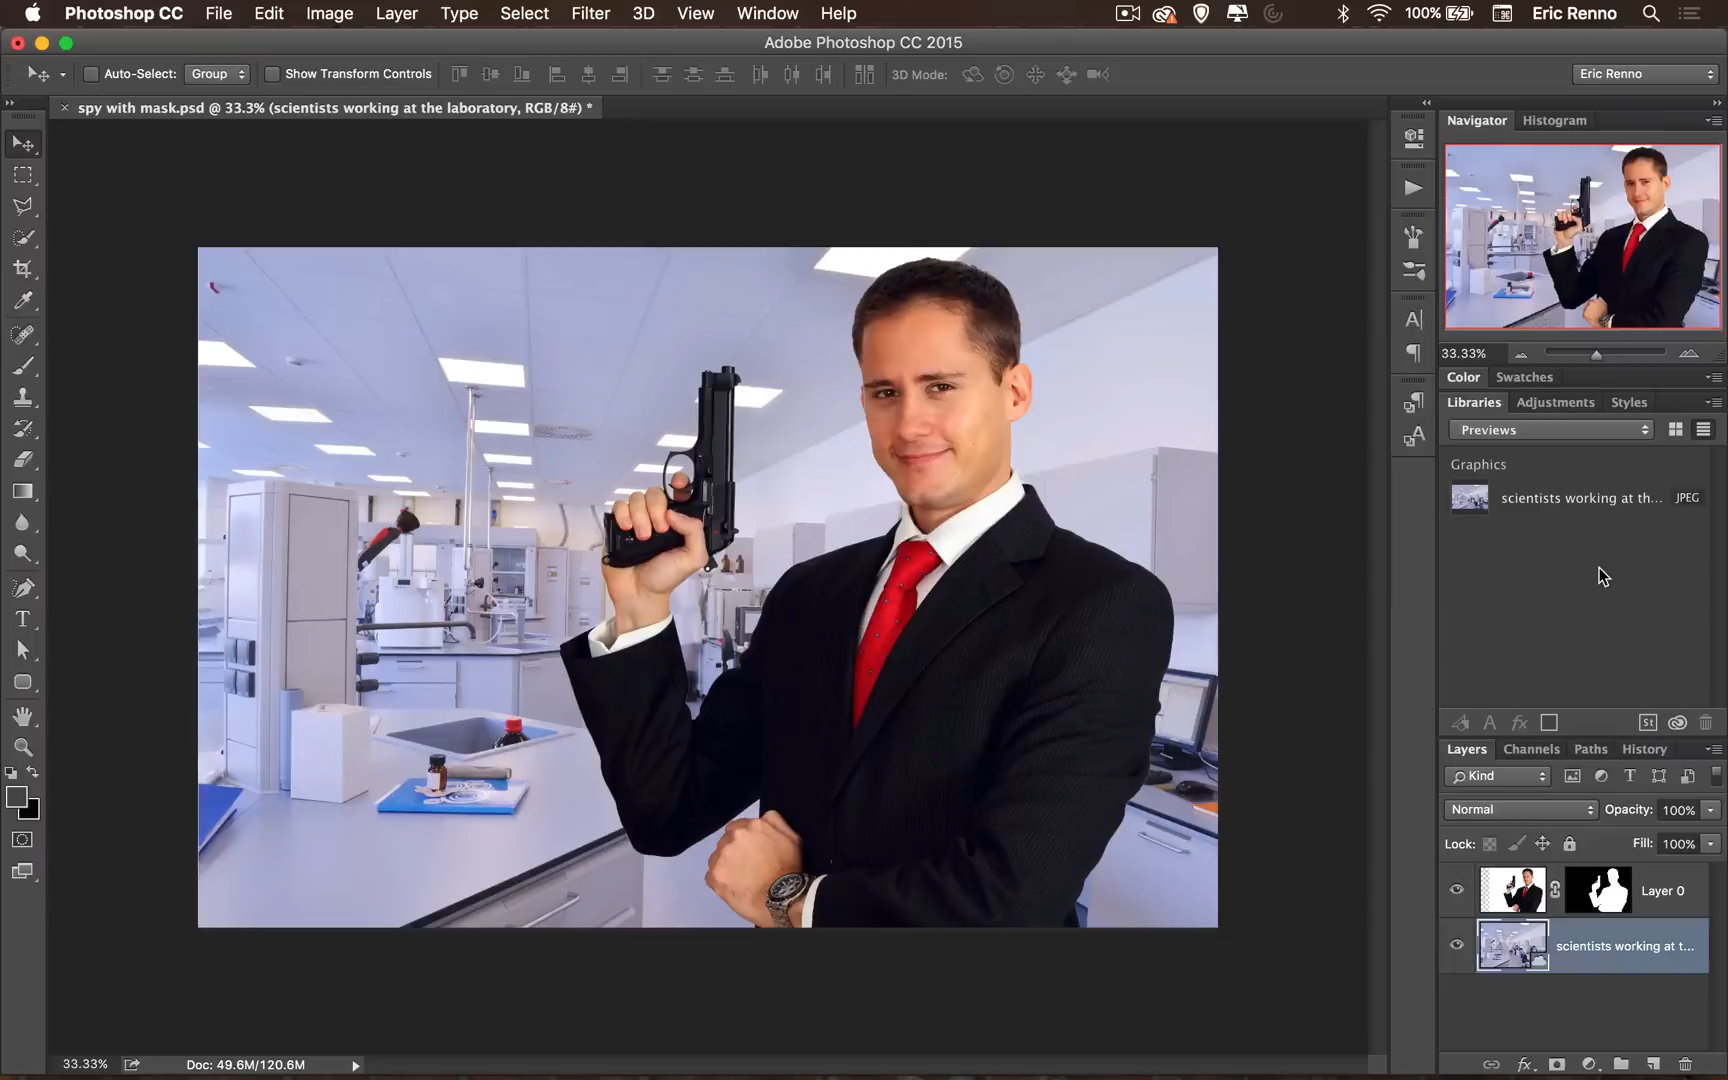 Photoshop CC File Edit Image Layer Type Select Filter 3D View Window Help 100% Eric Renno
Adobe Photoshop CC 2015
Auto-Select: Group Show Transform Controls 3D Mode: Eric Renno
spy with mask.psd @ 33.3% (scientists working at the laboratory, RGB/8#) *
Navigator Histogram
33.33%
Color Swatches
Libraries Adjustments Styles
Previews
Graphics
scientists working at th... JPEG
St
Layers Channels Paths History
Kind
Normal Opacity: 100%
Lock: Fill: 100%
Layer 0
scientists working at t...
33.33% Doc: 49.6M/120.6M